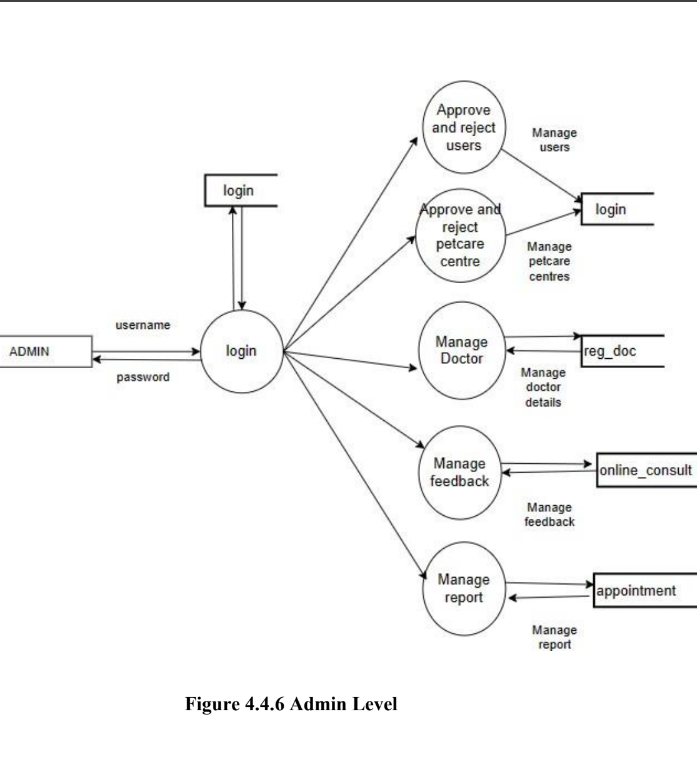 Approve
and reject
users
Manage
users
login
login
Approve and
reject
petcare
centre
Manage
petcare
centres
username
ADMIN
login
password
Manage
Doctor
reg_doc
Manage
doctor
details
Manage
feedback
online_consult
Manage
feedback
Manage
report
appointment
Manage
report
Figure 4.4.6 Admin Level